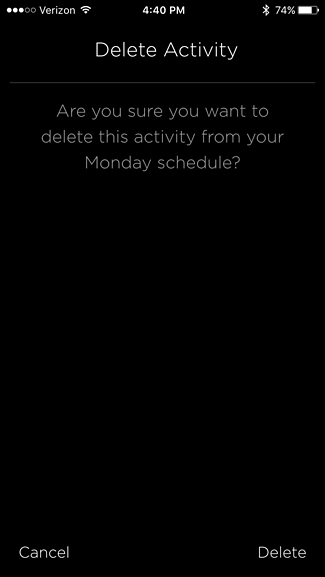 Verizon 4:40 PM 74%
Delete Activity
Are you sure you want to
delete this activity from your
Monday schedule?
Cancel Delete